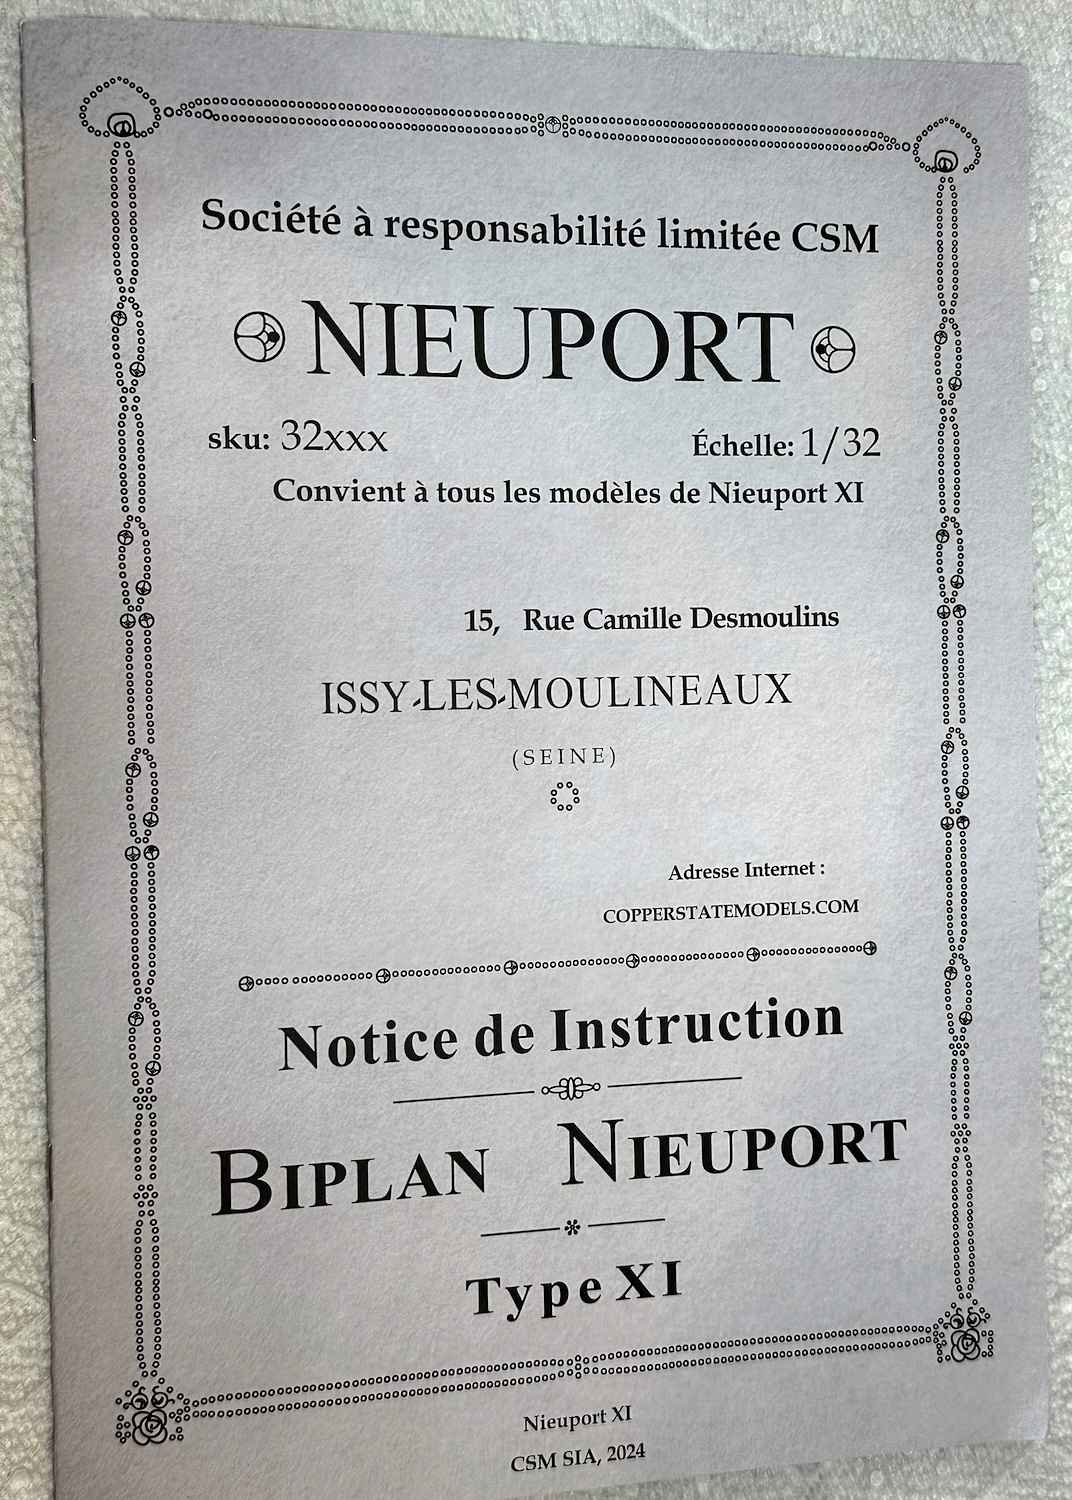 Société à responsabilité limitée CSM
NIEUPORT
sku: 32xxx Échelle: 1/32
Convient à tous les modèles de Nieuport XI
15, Rue Camille Desmoulins
ISSY-LES-MOULINEAUX
(SEINE)
Adresse Internet :
COPPERSTATEMODELS.COM
Notice de Instruction
BIPLAN NIEUPORT
Type XI
Nieuport XI
CSM SIA, 2024